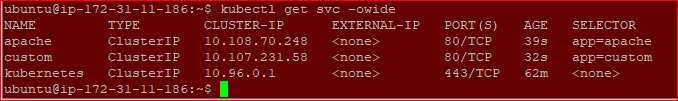 ubuntu@ip-172-31-11-186:~$ kubectl get svc -owide
NAME TYPE CLUSTER-IP EXTERNAL-IP PORT(S) AGE SELECTOR
apache ClusterIP 10.108.70.248 <none> 80/TCP 39s app=apache
custom ClusterIP 10.107.231.58 <none> 80/TCP 32s app=custom
kubernetes ClusterIP 10.96.0.1 <none> 443/TCP 62m <none>
ubuntu@ip-172-31-11-186:~$